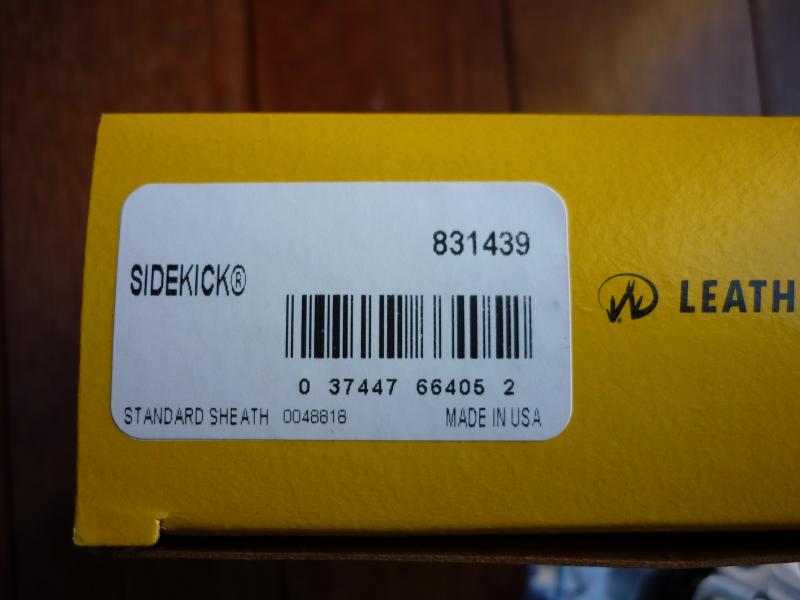 831439
SIDEKICK®
0 37447 66405 2
STANDARD SHEATH 0048818 MADE IN USA
LEATH